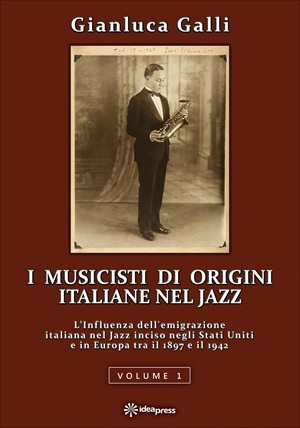 Gianluca Galli
I MUSICISTI DI ORIGINI
ITALIANE NEL JAZZ
L'Influenza dell'emigrazione
italiana nel Jazz inciso negli Stati Uniti
e in Europa tra il 1897 e il 1942
VOLUME 1
ideapress